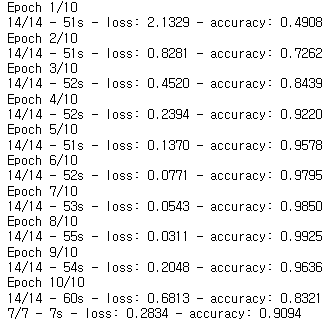 Epoch 1/10
14/14 - 51s - loss: 2.1329 - accuracy: 0.4908
Epoch 2/10
14/14 - 51s - loss: 0.8281 - accuracy: 0.7262
Epoch 3/10
14/14 - 52s - loss: 0.4520 - accuracy: 0.8439
Epoch 4/10
14/14 - 52s - loss: 0.2394 - accuracy: 0.9220
Epoch 5/10
14/14 - 51s - loss: 0.1370 - accuracy: 0.9578
Epoch 6/10
14/14 - 52s - loss: 0.0771 - accuracy: 0.9795
Epoch 7/10
14/14 - 53s - loss: 0.0543 - accuracy: 0.9850
Epoch 8/10
14/14 - 55s - loss: 0.0311 - accuracy: 0.9925
Epoch 9/10
14/14 - 54s - loss: 0.2048 - accuracy: 0.9636
Epoch 10/10
14/14 - 60s - loss: 0.6813 - accuracy: 0.8321
7/7 - 7s - loss: 0.2834 - accuracy: 0.9094